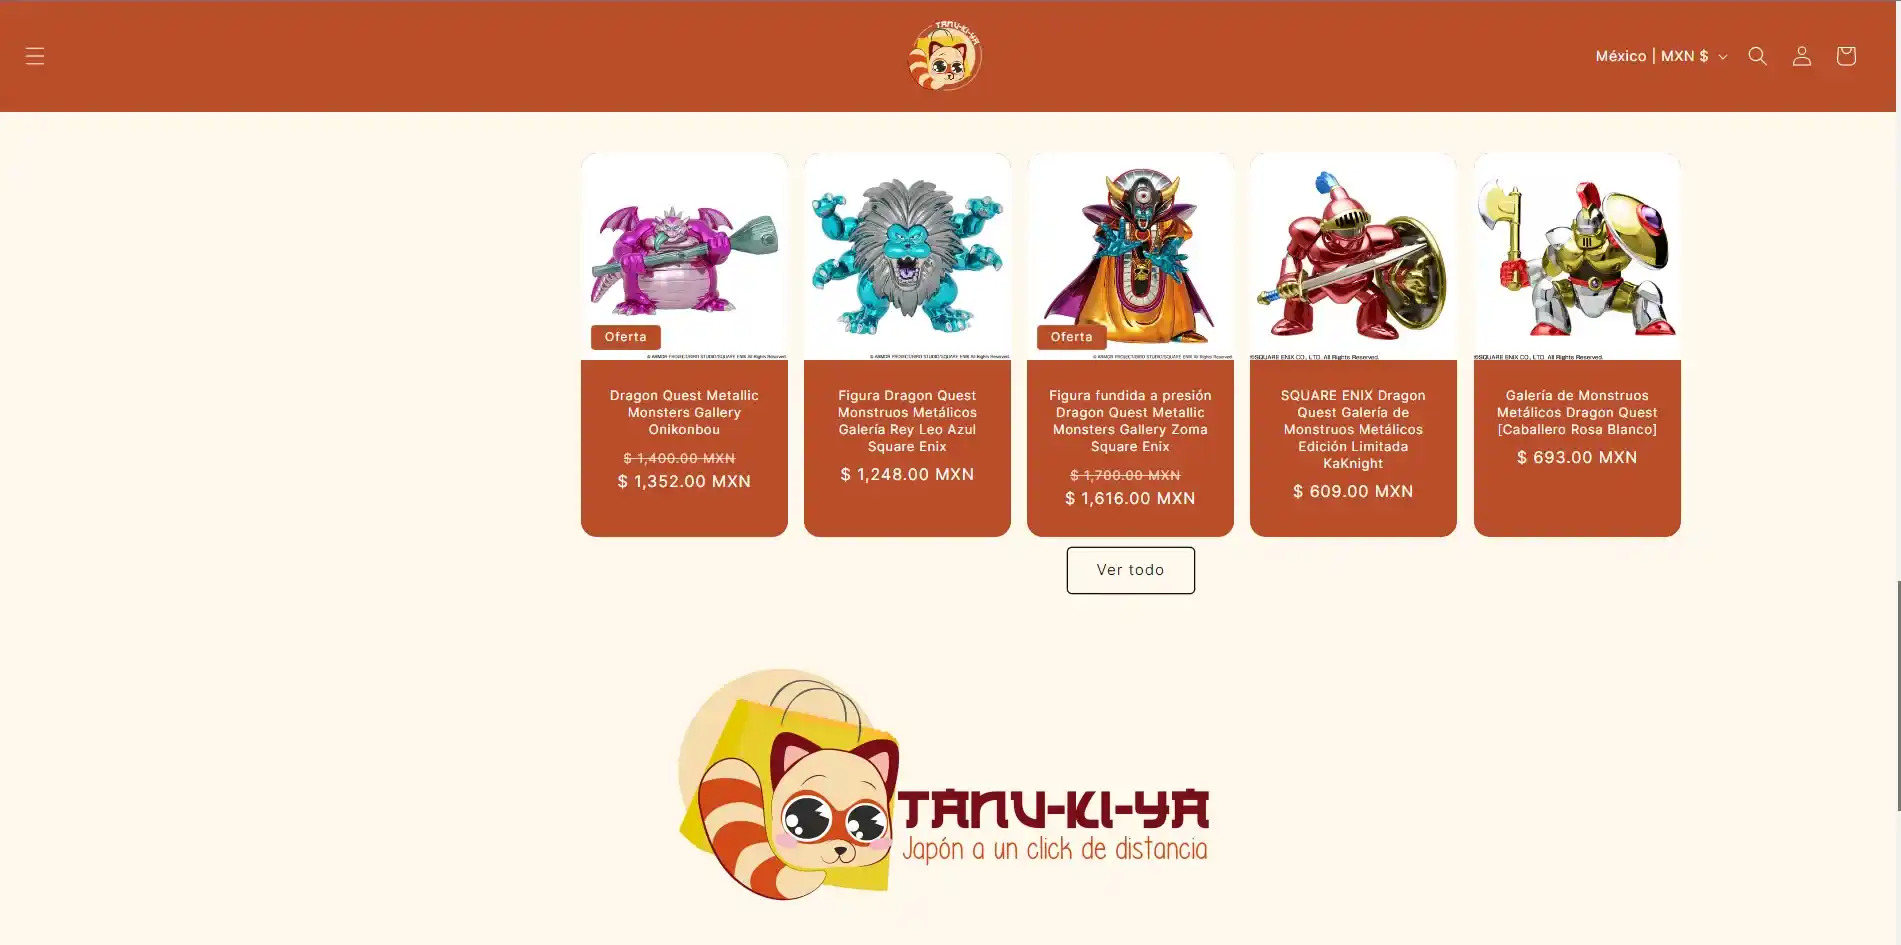 TANU-KI-YA
México | MXN $
Oferta
© ARMOR PROJECT/BIRD STUDIO/SQUARE ENIX All Rights Reserved.
Dragon Quest Metallic
Monsters Gallery
Onikonbou
$ 1,400.00 MXN
$ 1,352.00 MXN
© ARMOR PROJECT/BIRD STUDIO/SQUARE ENIX All Rights Reserved.
Figura Dragon Quest
Monstruos Metálicos
Galería Rey Leo Azul
Square Enix
$ 1,248.00 MXN
Oferta
© ARMOR PROJECT/BIRD STUDIO/SQUARE ENIX All Rights Reserved.
Figura fundida a presión
Dragon Quest Metallic
Monsters Gallery Zoma
Square Enix
$ 1,700.00 MXN
$ 1,616.00 MXN
©SQUARE ENIX CO., LTD. All Rights Reserved.
SQUARE ENIX Dragon
Quest Galería de
Monstruos Metálicos
Edición Limitada
KaKnight
$ 609.00 MXN
©SQUARE ENIX CO., LTD. All Rights Reserved.
Galería de Monstruos
Metálicos Dragon Quest
[Caballero Rosa Blanco]
$ 693.00 MXN
Ver todo
TANU-KI-YA
Japón a un click de distancia